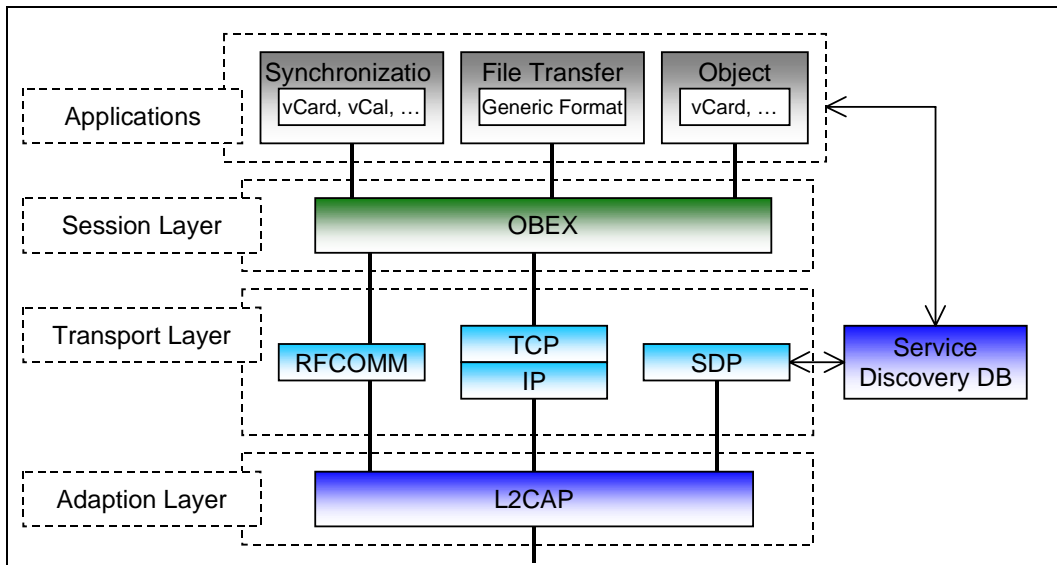 Synchronizatio
File Transfer
Object
vCard, vCal, …
Generic Format
vCard, …
Applications
Session Layer
OBEX
Transport Layer
RFCOMM
TCP
IP
SDP
Service
Discovery DB
Adaption Layer
L2CAP